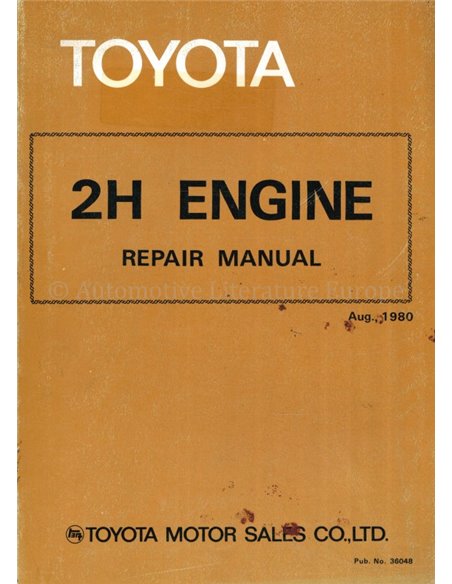 TOYOTA
2H ENGINE
REPAIR MANUAL
© Automotive Literature Europe
Aug., 1980
TOYOTA MOTOR SALES CO.,LTD.
Pub. No. 36048